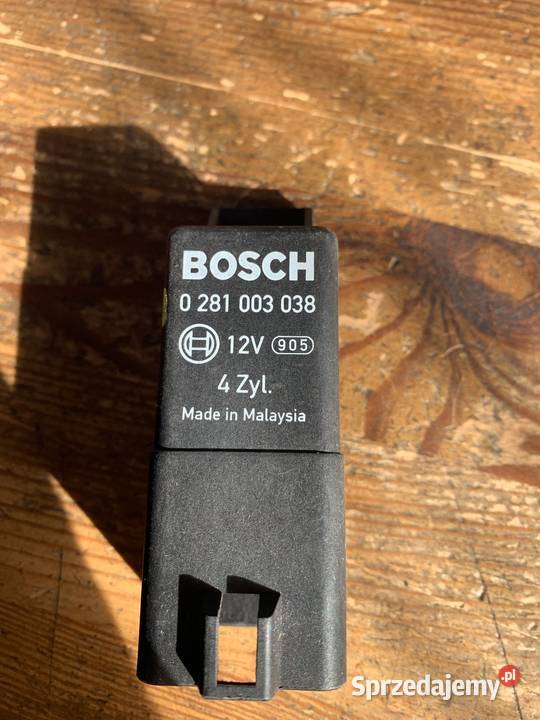 BOSCH
0 281 003 038
12V 905
4 Zyl.
Made in Malaysia
Sprzedajemy.pl